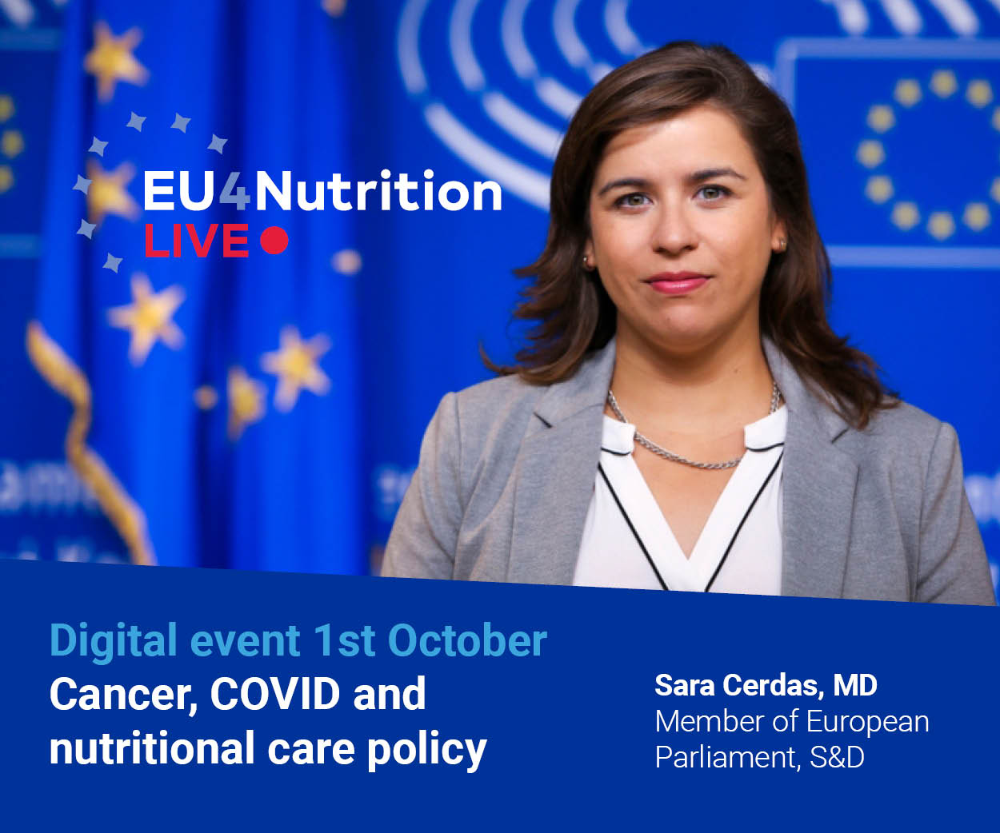 EU4Nutrition
LIVE
Digital event 1st October
Cancer, COVID and
nutritional care policy
Sara Cerdas, MD
Member of European
Parliament, S&D